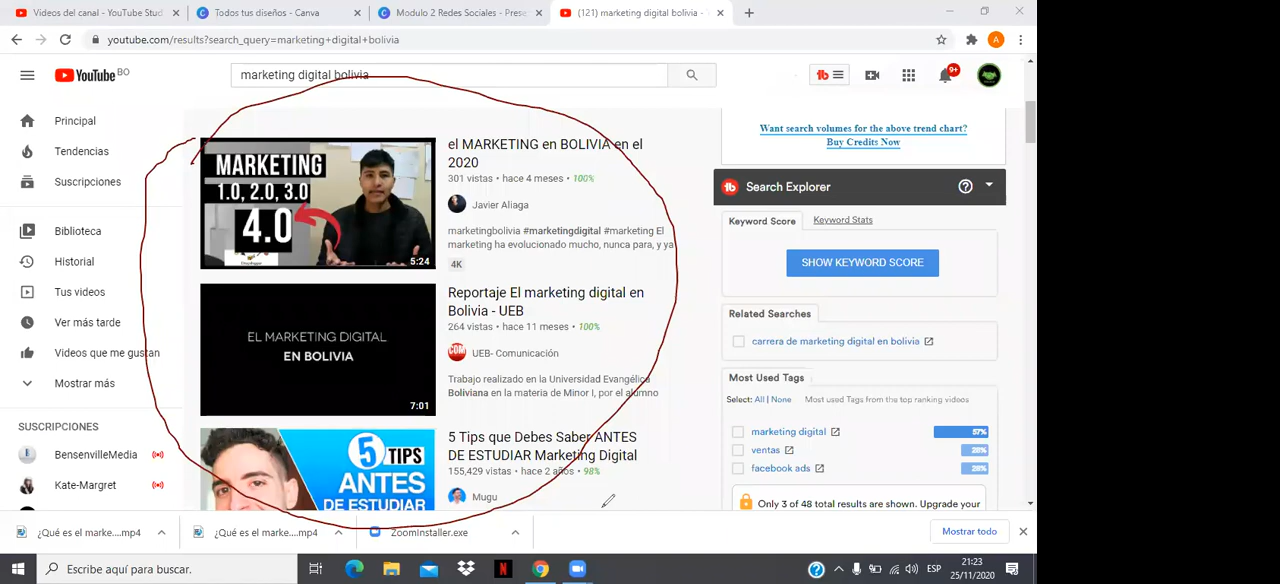 Videos del canal - YouTube Stud
Todos tus diseños - Canva
Modulo 2 Redes Sociales - Prese
(121) marketing digital bolivia -
youtube.com/results?search_query=marketing+digital+bolivia
A
YouTube BO
marketing digital bolivia
tb
9+
Principal
Tendencias
Suscripciones
Biblioteca
Historial
Tus videos
Ver más tarde
Videos que me gustan
Mostrar más
SUSCRIPCIONES
BensenvilleMedia
Kate-Margret
MARKETING
1.0, 2.0, 3.0
4.0
5:24
el MARKETING en BOLIVIA en el
2020
301 vistas • hace 4 meses • 100%
Javier Aliaga
marketingbolivia #marketingdigital #marketing El
marketing ha evolucionado mucho, nunca para, y ya
4K
EL MARKETING DIGITAL
EN BOLIVIA
7:01
Reportaje El marketing digital en
Bolivia - UEB
264 vistas • hace 11 meses • 100%
COM
UEB- Comunicación
Trabajo realizado en la Universidad Evangélica
Boliviana en la materia de Minor I, por el alumno
5 TIPS
ANTES
DE ESTUDIAR
5 Tips que Debes Saber ANTES
DE ESTUDIAR Marketing Digital
155,429 vistas • hace 2 años • 98%
Mugu
Want search volumes for the above trend chart?
Buy Credits Now
tb Search Explorer
Keyword Score
Keyword Stats
SHOW KEYWORD SCORE
Related Searches
carrera de marketing digital en bolivia
Most Used Tags
Select: All | None
Most used Tags from the top ranking videos
marketing digital
57%
ventas
28%
facebook ads
28%
Only 3 of 48 total results are shown. Upgrade your
¿Qué es el marke....mp4
¿Qué es el marke....mp4
ZoomInstaller.exe
Mostrar todo
Escribe aquí para buscar.
N
ESP
21:23
25/11/2020